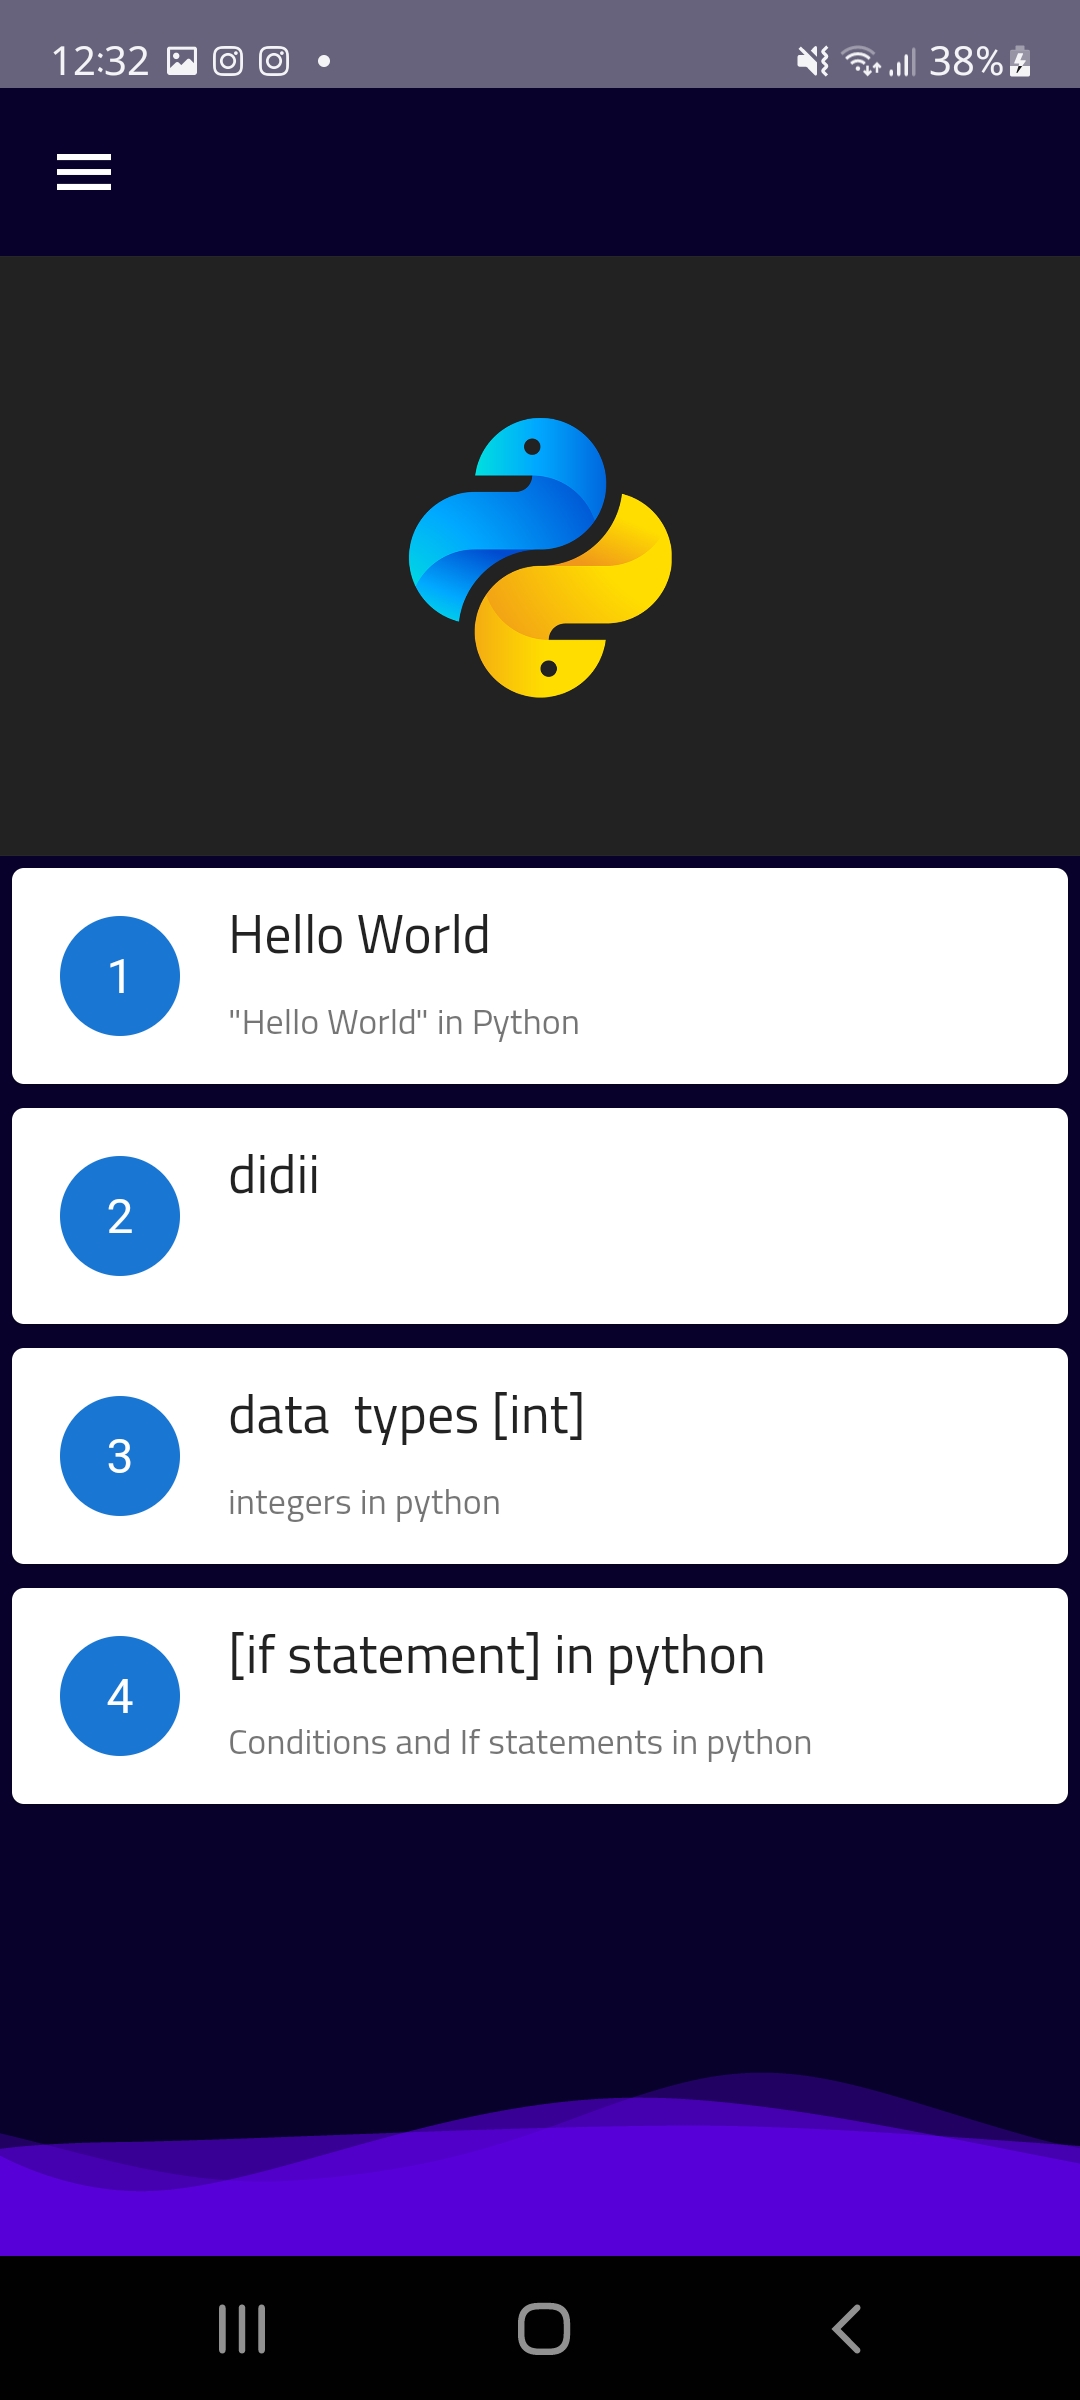 12:32
38%
1
Hello World
"Hello World" in Python
2
didii
3
data  types [int]
integers in python
4
[if statement] in python
Conditions and If statements in python